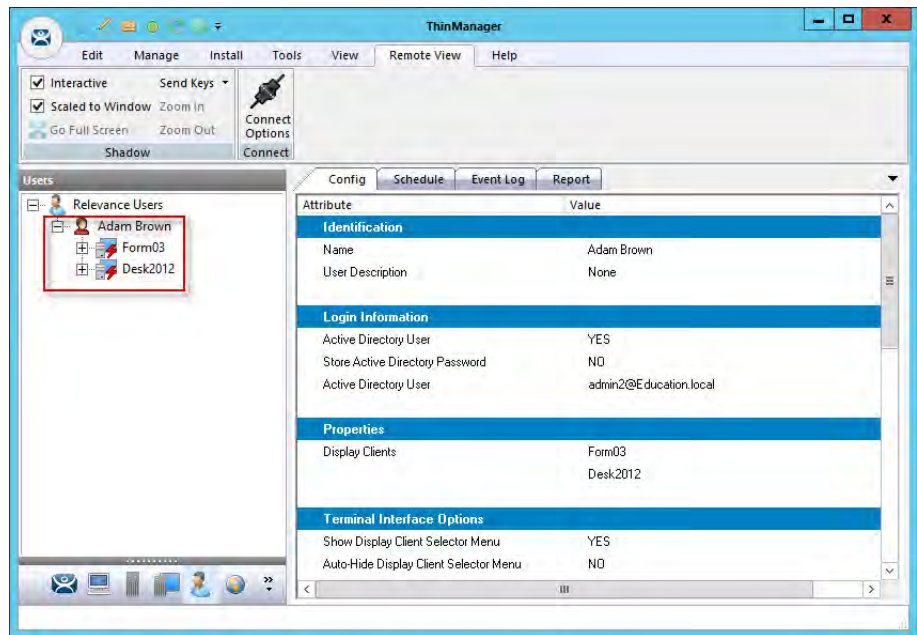 ThinManager
Edit Manage Install Tools View Remote View Help
Interactive Send Keys
Scaled to Window Zoom In
Go Full Screen Zoom Out
Connect Options
Shadow Connect
Users
Config Schedule Event Log Report
Relevance Users
Adam Brown
Form03
Desk2012
Attribute Value
Identification
Name Adam Brown
User Description None
Login Information
Active Directory User YES
Store Active Directory Password NO
Active Directory User admin2@Education.local
Properties
Display Clients Form03
Desk2012
Terminal Interface Options
Show Display Client Selector Menu YES
Auto-Hide Display Client Selector Menu NO